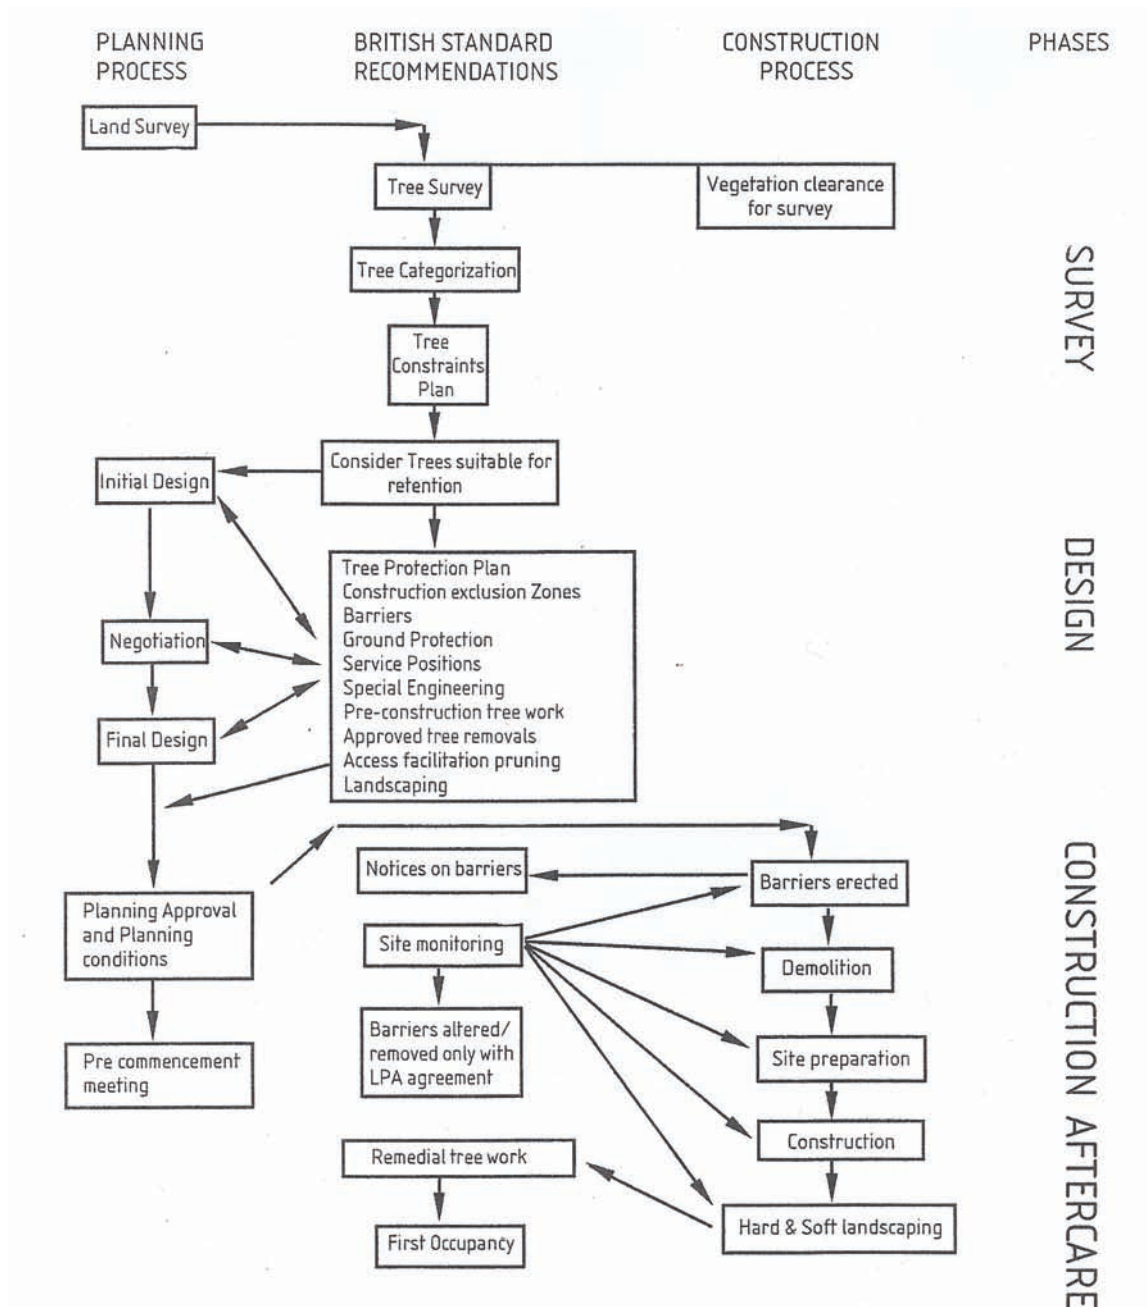 PLANNING
PROCESS
BRITISH STANDARD
RECOMMENDATIONS
CONSTRUCTION
PROCESS
PHASES
Land Survey
Tree Survey
Vegetation clearance
for survey
Tree Categorization
SURVEY
Tree
Constraints
Plan
Consider Trees suitable for
retention
Initial Design
DESIGN
Tree Protection Plan
Construction exclusion Zones
Barriers
Ground Protection
Service Positions
Special Engineering
Pre-construction tree work
Approved tree removals
Access facilitation pruning
Landscaping
Negotiation
Final Design
CONSTRUCTION AFTERCARE
Notices on barriers
Barriers erected
Planning Approval
and Planning
conditions
Site monitoring
Demolition
Barriers altered/
removed only with
LPA agreement
Site preparation
Pre commencement
meeting
Construction
Remedial tree work
Hard & Soft landscaping
First Occupancy